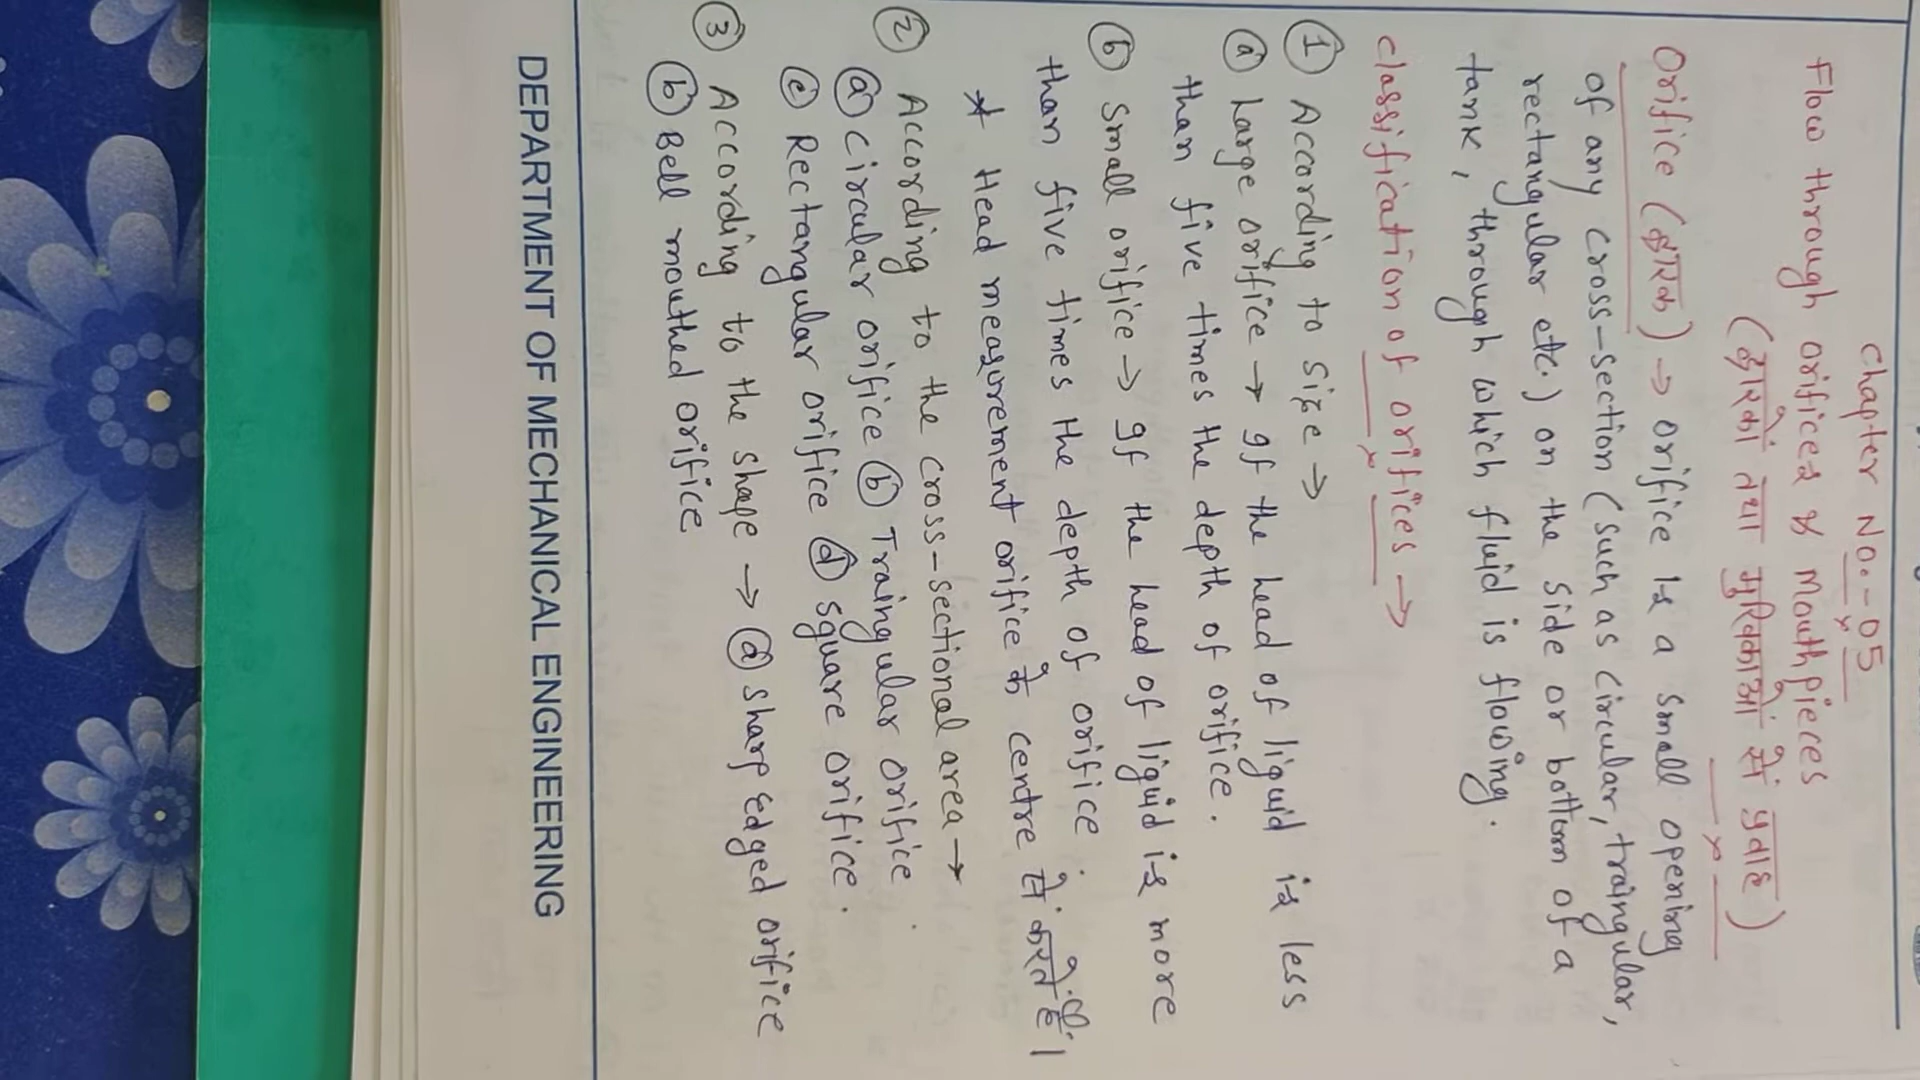 Chapter No.-05
Flow through orifices & Mouthpieces
(द्वारकों तथा मुखिकाओं से प्रवाह)
Orifice (द्वारक) → orifice is a small opening
of any cross-section (such as circular, traingular,
rectangular etc.) on the side or bottom of a
tank, through which fluid is flowing.
classification of orifices →
① According to size →
ⓐ Large orifice → If the head of liquid is less
than five times the depth of orifice.
ⓑ small orifice → If the head of liquid is more
than five times the depth of orifice.
* Head measurement orifice के centre से करते हैं।
② According to the cross-sectional area →
ⓐ circular orifice ⓑ Traingular orifice.
ⓒ Rectangular orifice ⓓ square orifice.
③ According to the shape → ⓐ sharp edged orifice
ⓑ Bell mouthed orifice
DEPARTMENT OF MECHANICAL ENGINEERING